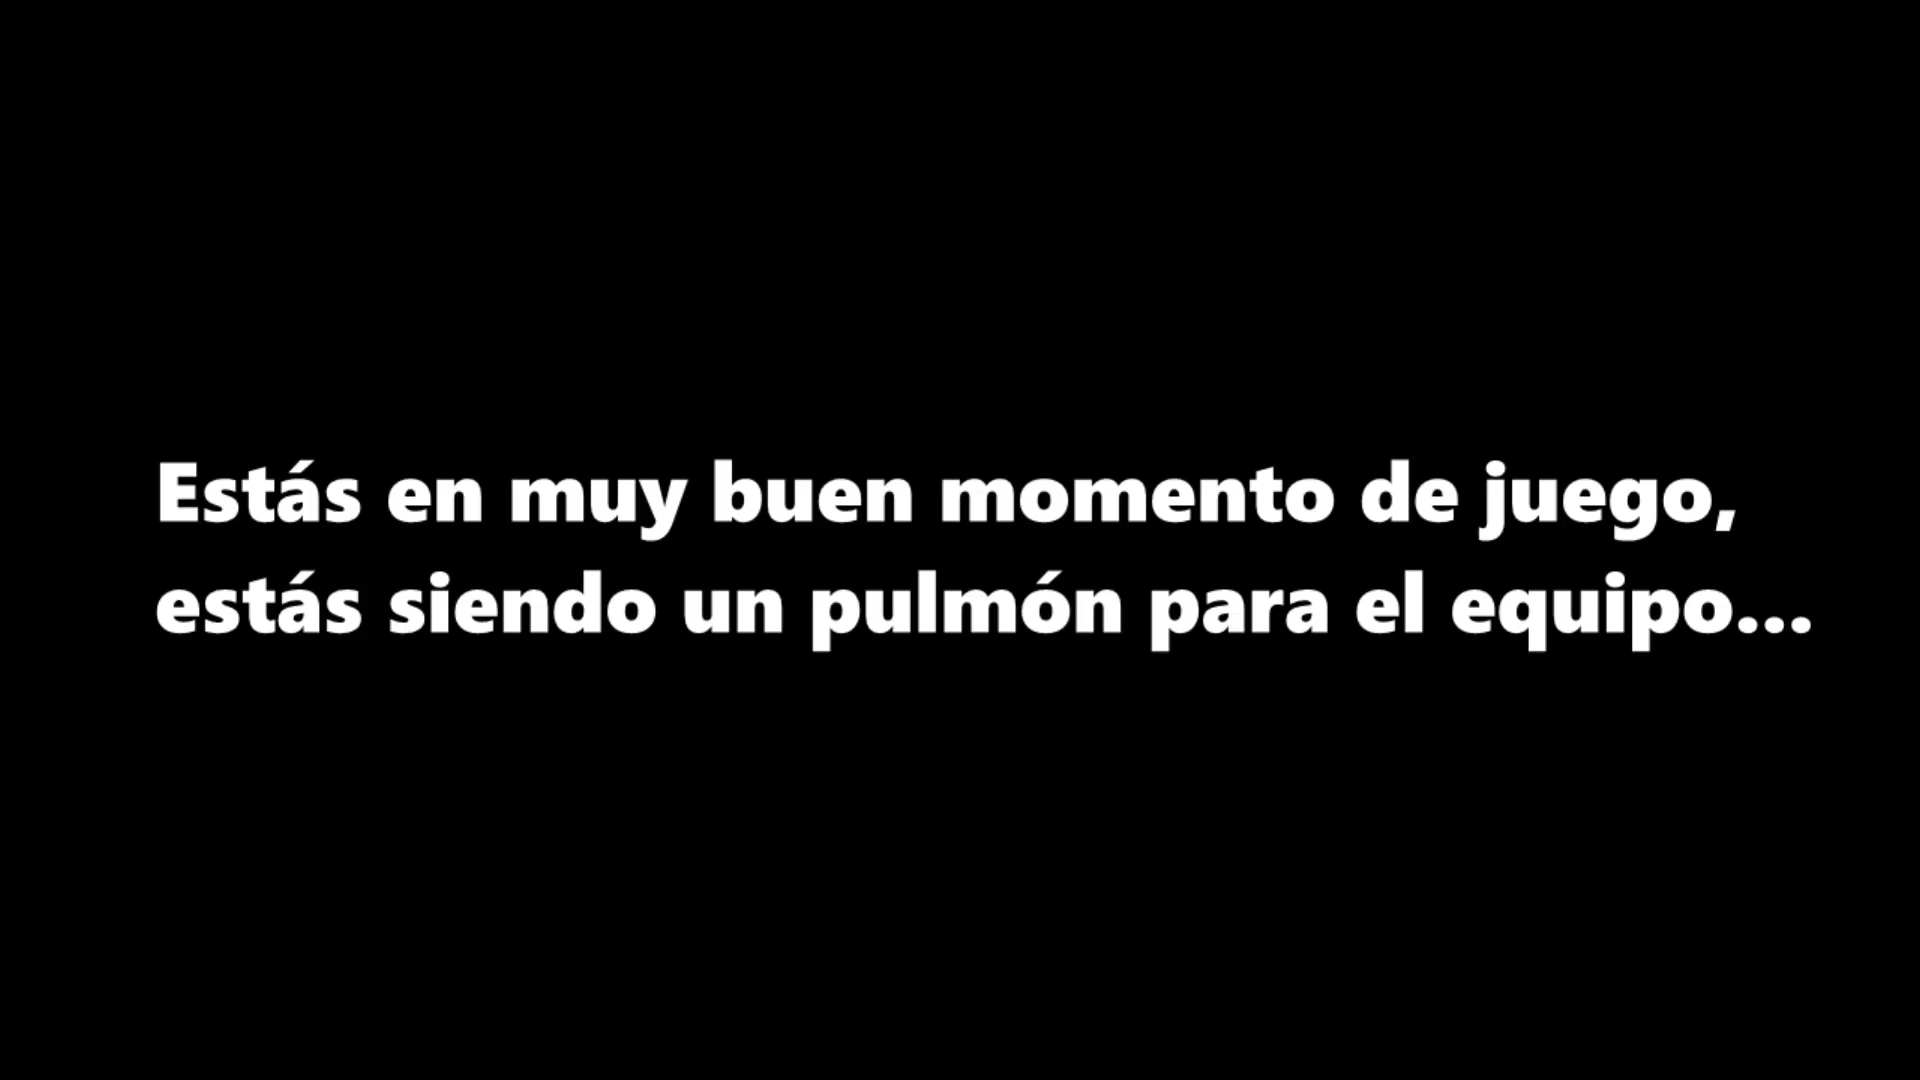 Estás en muy buen momento de juego,
estás siendo un pulmón para el equipo...